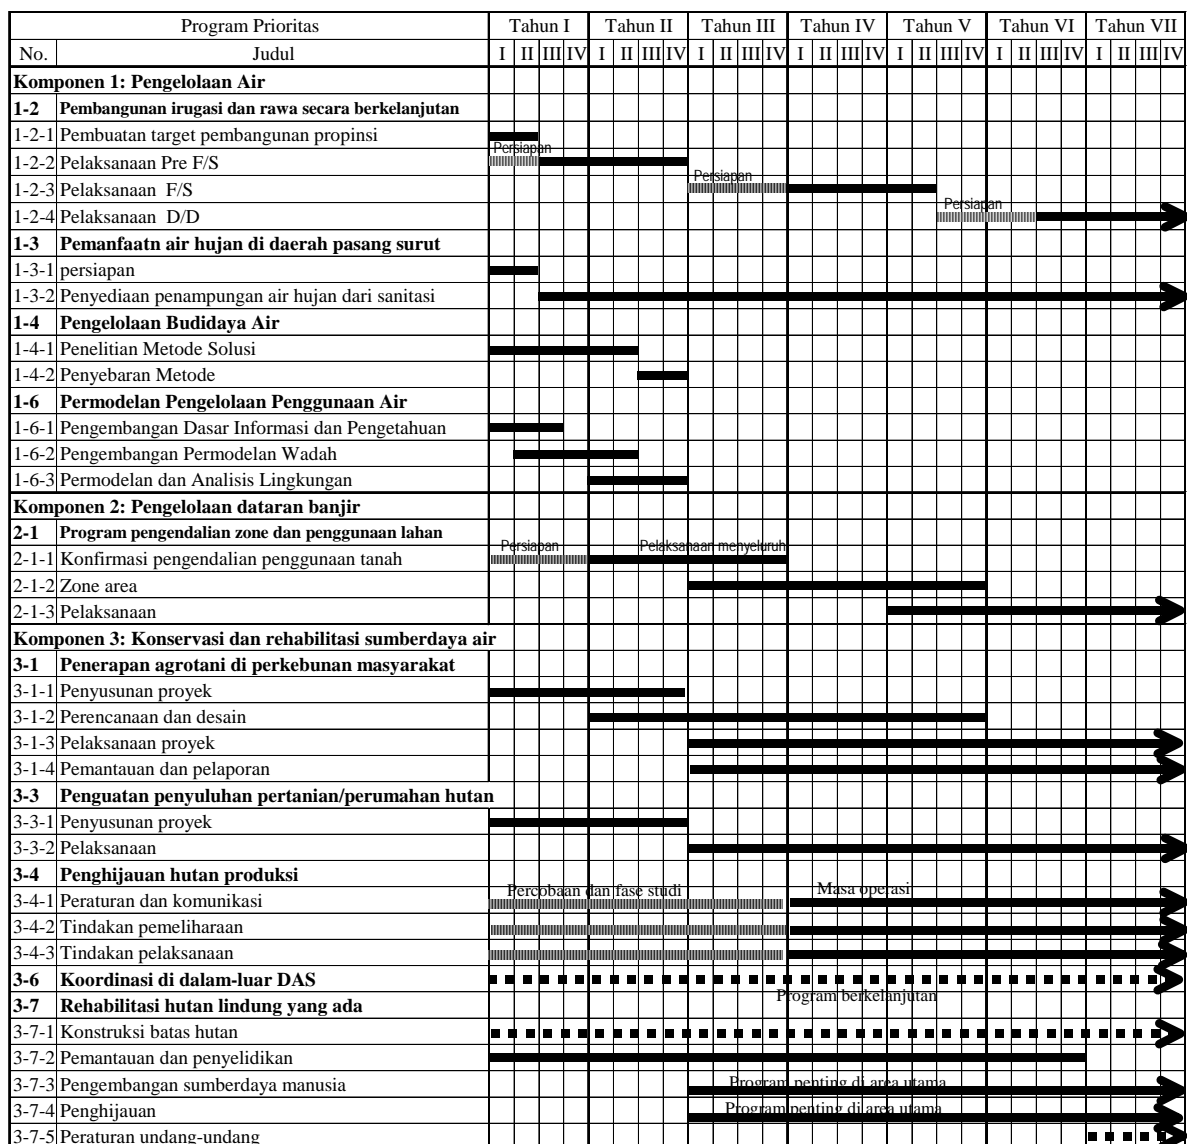 Program Prioritas Tahun I Tahun II Tahun III Tahun IV Tahun V Tahun VI Tahun VII
No. Judul I II III IV I II III IV I II III IV I II III IV I II III IV I II III IV I II III IV
Komponen 1: Pengelolaan Air
1-2 Pembangunan irugasi dan rawa secara berkelanjutan
1-2-1 Pembuatan target pembangunan propinsi
Persiapan
1-2-2 Pelaksanaan Pre F/S
Persiapan
1-2-3 Pelaksanaan F/S
Persiapan
1-2-4 Pelaksanaan D/D
1-3 Pemanfaatn air hujan di daerah pasang surut
1-3-1 persiapan
1-3-2 Penyediaan penampungan air hujan dari sanitasi
1-4 Pengelolaan Budidaya Air
1-4-1 Penelitian Metode Solusi
1-4-2 Penyebaran Metode
1-6 Permodelan Pengelolaan Penggunaan Air
1-6-1 Pengembangan Dasar Informasi dan Pengetahuan
1-6-2 Pengembangan Permodelan Wadah
1-6-3 Permodelan dan Analisis Lingkungan
Komponen 2: Pengelolaan dataran banjir
2-1 Program pengendalian zone dan penggunaan lahan
Persiapan Pelaksanaan menyeluruh
2-1-1 Konfirmasi pengendalian penggunaan tanah
2-1-2 Zone area
2-1-3 Pelaksanaan
Komponen 3: Konservasi dan rehabilitasi sumberdaya air
3-1 Penerapan agrotani di perkebunan masyarakat
3-1-1 Penyusunan proyek
3-1-2 Perencanaan dan desain
3-1-3 Pelaksanaan proyek
3-1-4 Pemantauan dan pelaporan
3-3 Penguatan penyuluhan pertanian/perumahan hutan
3-3-1 Penyusunan proyek
3-3-2 Pelaksanaan
3-4 Penghijauan hutan produksi
Percobaan dan fase studi Masa operasi
3-4-1 Peraturan dan komunikasi
3-4-2 Tindakan pemeliharaan
3-4-3 Tindakan pelaksanaan
3-6 Koordinasi di dalam-luar DAS
Program berkelanjutan
3-7 Rehabilitasi hutan lindung yang ada
3-7-1 Konstruksi batas hutan
3-7-2 Pemantauan dan penyelidikan
3-7-3 Pengembangan sumberdaya manusia Program penting di area utama
3-7-4 Penghijauan Program penting di area utama
3-7-5 Peraturan undang-undang